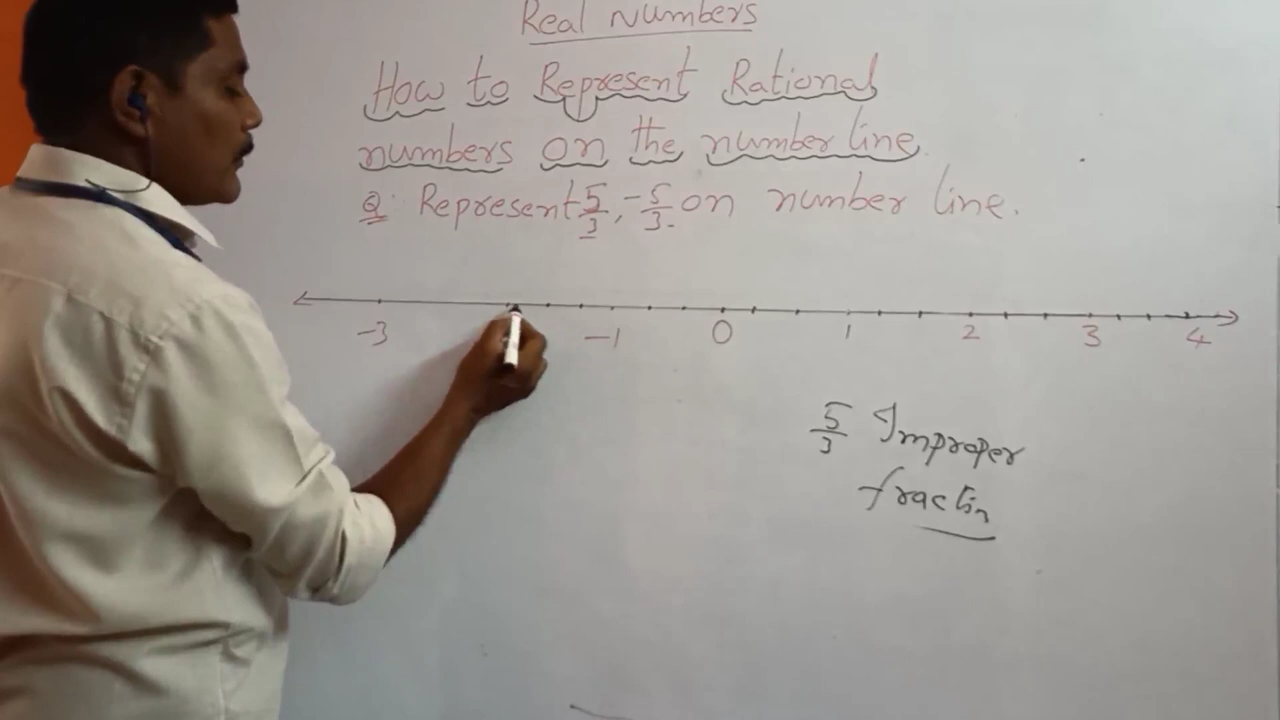 Real numbers
How to Represent Rational
numbers on the number line.
Q: Represent 5/3, -5/3 on number line.
-3 -1 0 1 2 3 4
5/3 Improper
fractin